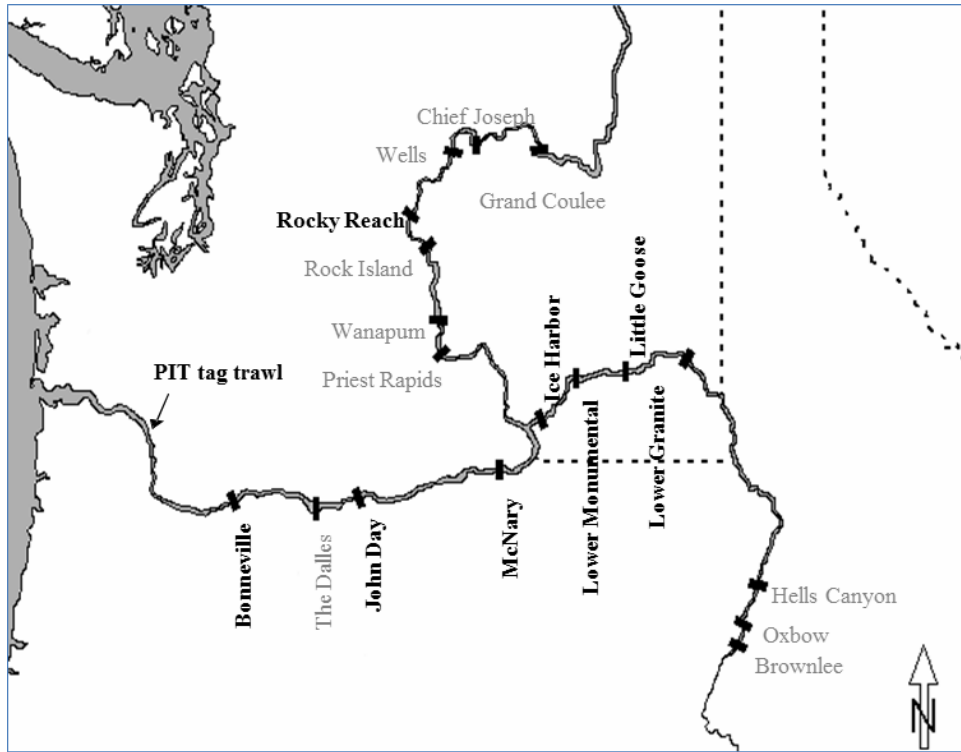 Chief Joseph
Wells
Grand Coulee
Rocky Reach
Rock Island
Wanapum
Priest Rapids
Ice Harbor
Little Goose
PIT tag trawl
Lower Monumental
Lower Granite
McNary
Bonneville
The Dalles
John Day
Hells Canyon
Oxbow
Brownlee
N